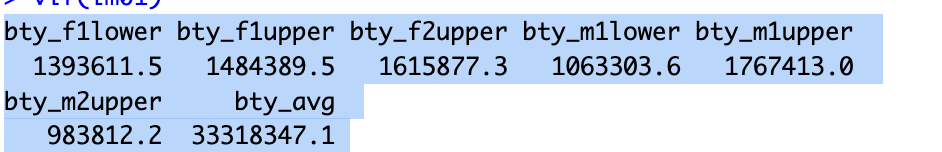 > vif(lm01)
bty_f1lower bty_f1upper bty_f2upper bty_m1lower bty_m1upper
1393611.5 1484389.5 1615877.3 1063303.6 1767413.0
bty_m2upper bty_avg
983812.2 33318347.1